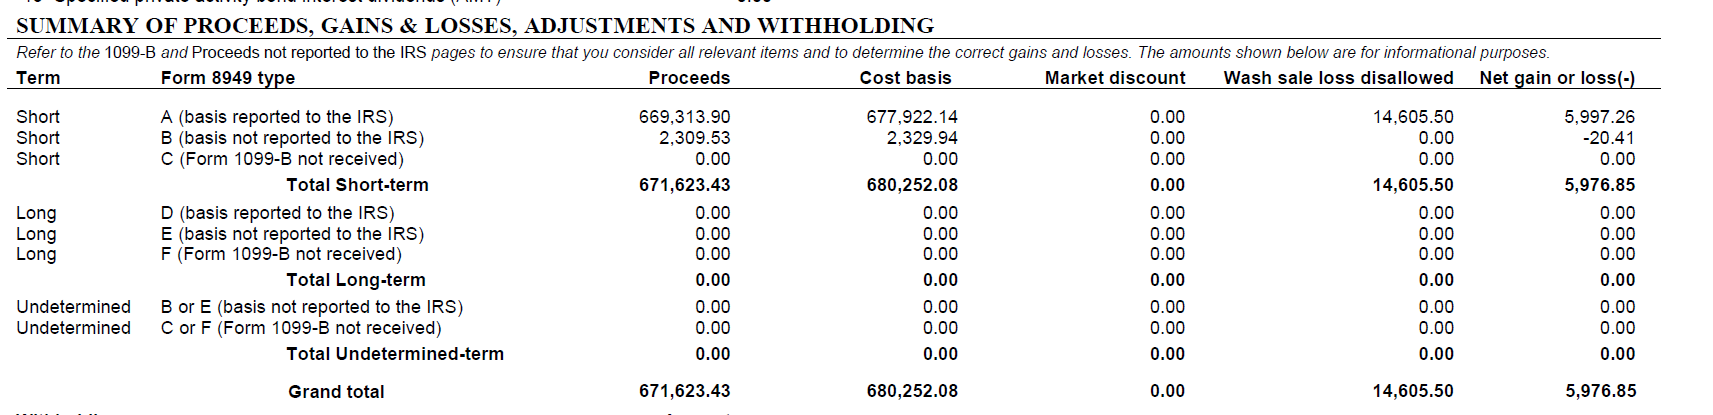 SUMMARY OF PROCEEDS, GAINS & LOSSES, ADJUSTMENTS AND WITHHOLDING
Refer to the 1099-B and Proceeds not reported to the IRS pages to ensure that you consider all relevant items and to determine the correct gains and losses. The amounts shown below are for informational purposes.
Term Form 8949 type Proceeds Cost basis Market discount Wash sale loss disallowed Net gain or loss(-)
Short A (basis reported to the IRS) 669,313.90 677,922.14 0.00 14,605.50 5,997.26
Short B (basis not reported to the IRS) 2,309.53 2,329.94 0.00 0.00 -20.41
Short C (Form 1099-B not received) 0.00 0.00 0.00 0.00 0.00
Total Short-term 671,623.43 680,252.08 0.00 14,605.50 5,976.85
Long D (basis reported to the IRS) 0.00 0.00 0.00 0.00 0.00
Long E (basis not reported to the IRS) 0.00 0.00 0.00 0.00 0.00
Long F (Form 1099-B not received) 0.00 0.00 0.00 0.00 0.00
Total Long-term 0.00 0.00 0.00 0.00 0.00
Undetermined B or E (basis not reported to the IRS) 0.00 0.00 0.00 0.00 0.00
Undetermined C or F (Form 1099-B not received) 0.00 0.00 0.00 0.00 0.00
Total Undetermined-term 0.00 0.00 0.00 0.00 0.00
Grand total 671,623.43 680,252.08 0.00 14,605.50 5,976.85